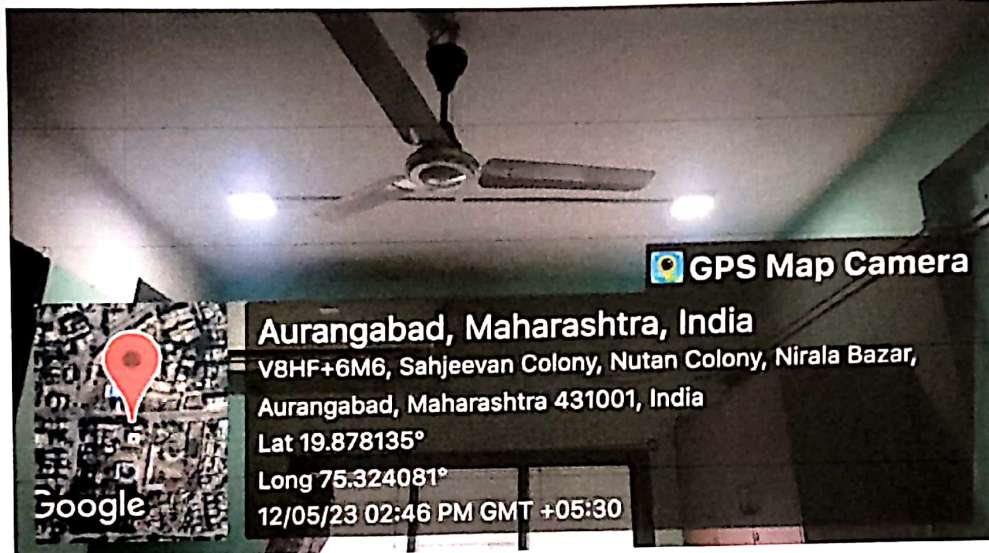 GPS Map Camera
Aurangabad, Maharashtra, India
V8HF+6M6, Sahjeevan Colony, Nutan Colony, Nirala Bazar,
Aurangabad, Maharashtra 431001, India
Lat 19.878135°
Long 75.324081°
12/05/23 02:46 PM GMT +05:30
Google